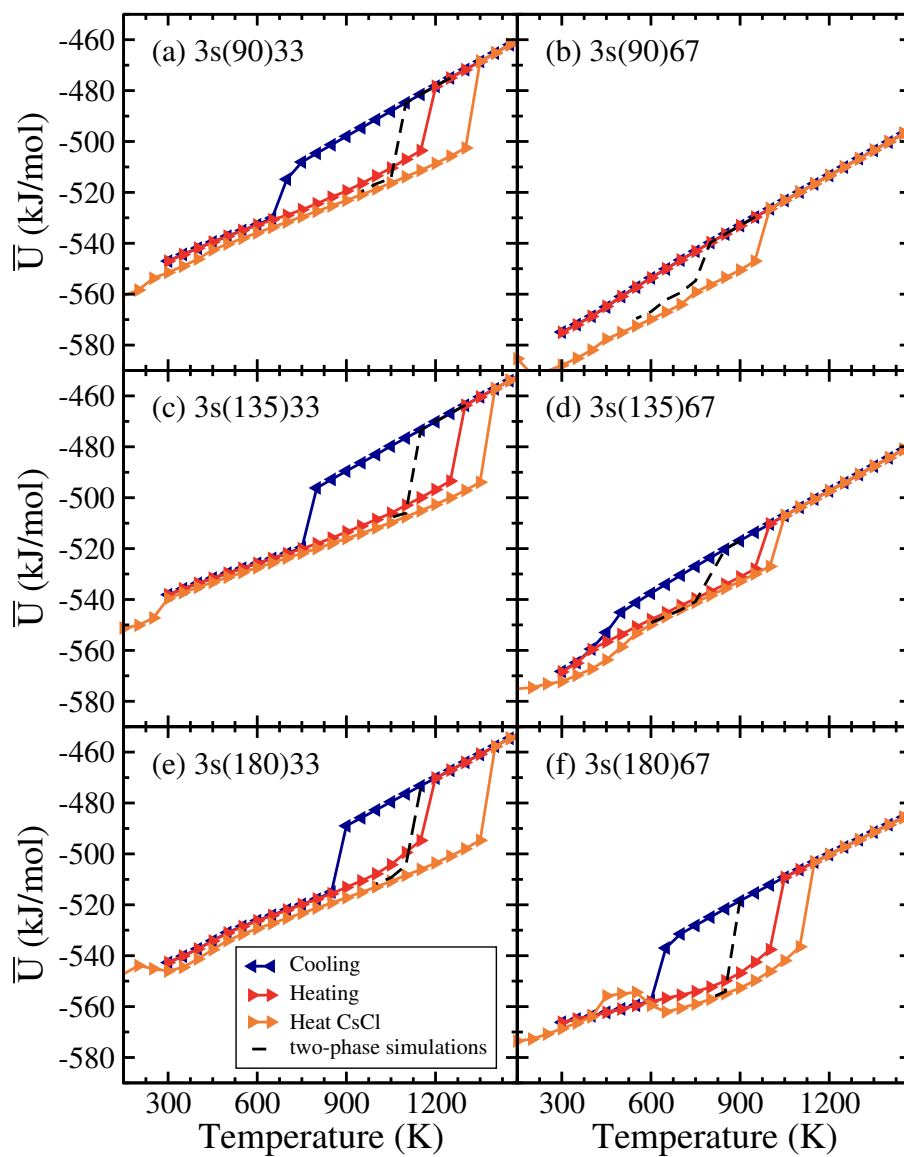 -460
-480
-500
-520
-540
-560
-580
U (kJ/mol)
(a) 3s(90)33
(b) 3s(90)67
-460
-480
-500
-520
-540
-560
-580
U (kJ/mol)
(c) 3s(135)33
(d) 3s(135)67
-460
-480
-500
-520
-540
-560
-580
U (kJ/mol)
(e) 3s(180)33
(f) 3s(180)67
Cooling
Heating
Heat CsCl
two-phase simulations
300 600 900 1200
300 600 900 1200
Temperature (K)
Temperature (K)